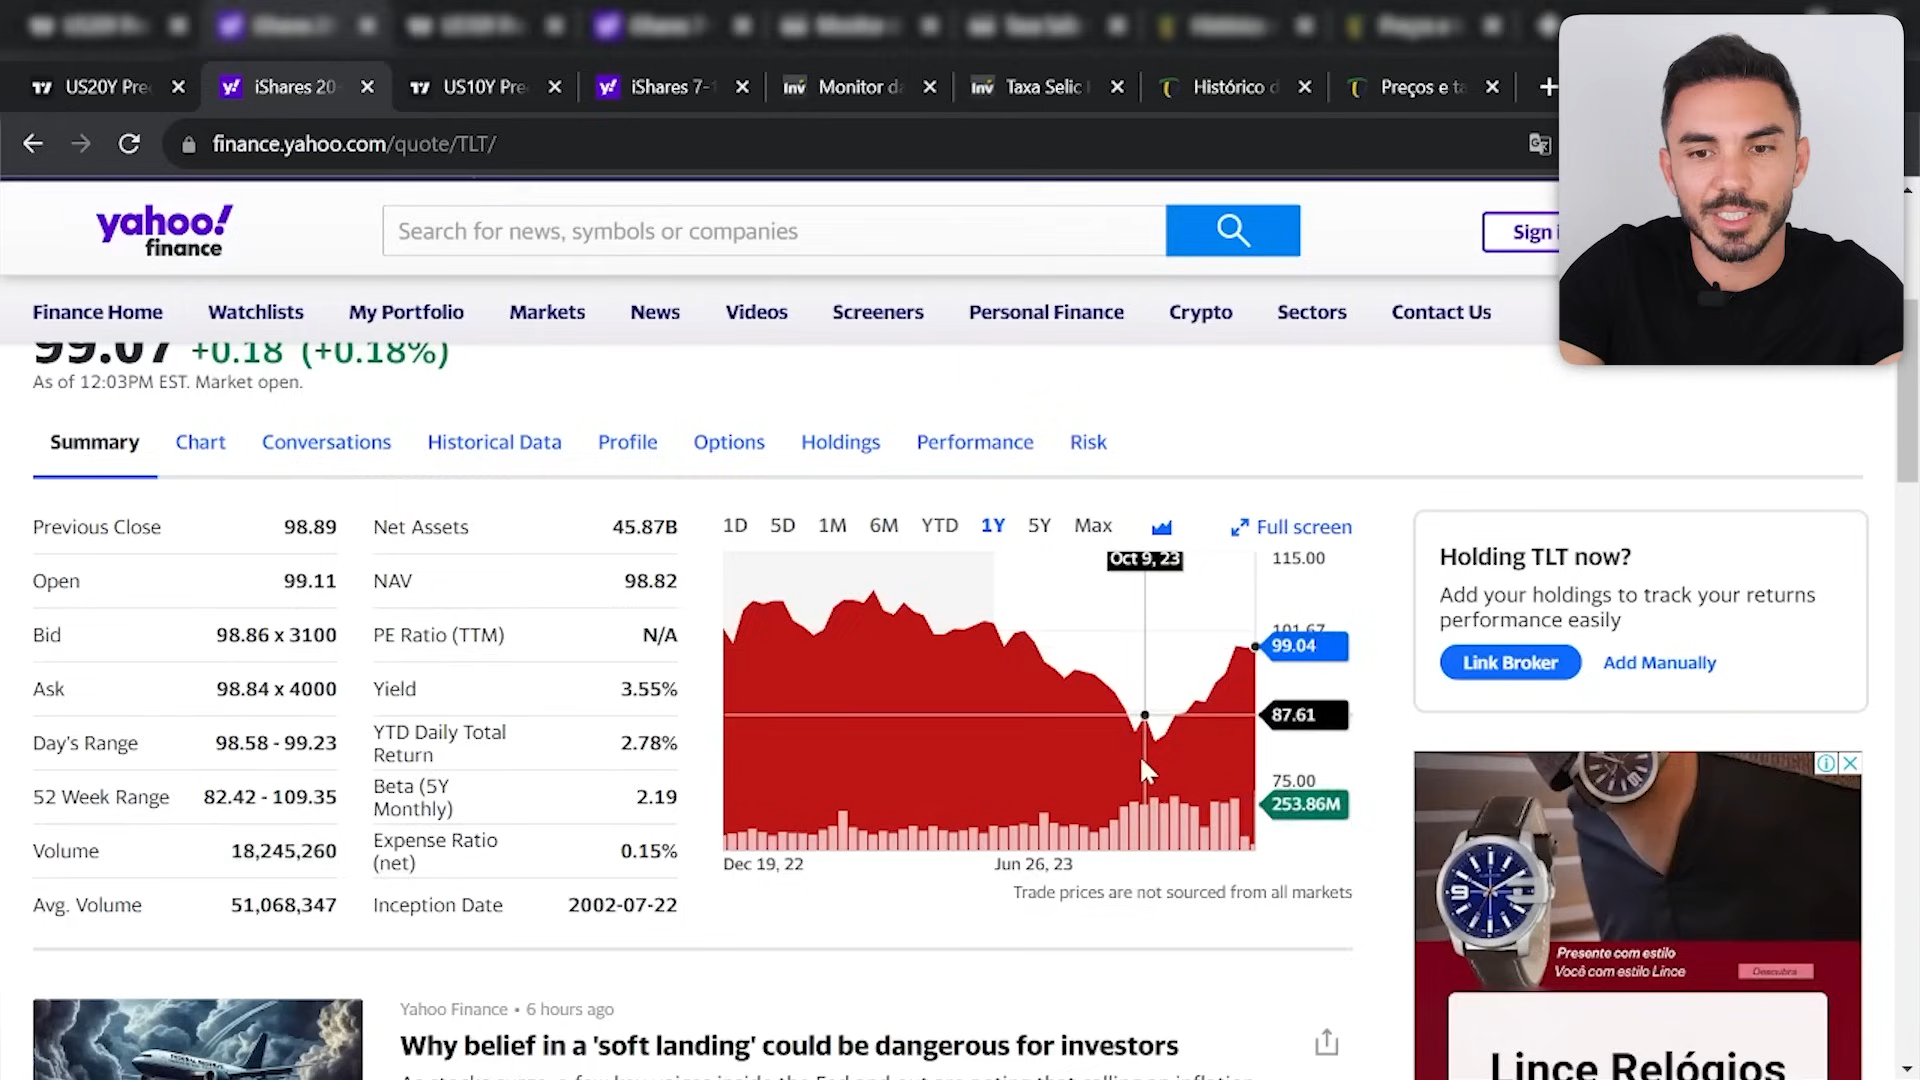 US20Y Pre
iShares 20
US10Y Pre
iShares 7-1
Inv Monitor da
Inv Taxa Selic
Histórico d
Preços e ta
finance.yahoo.com/quote/TLT/
yahoo!
finance
Search for news, symbols or companies
Sign i
Finance Home Watchlists My Portfolio Markets News Videos Screeners Personal Finance Crypto Sectors Contact Us
99.07 +0.18 (+0.18%)
As of 12:03PM EST. Market open.
Summary Chart Conversations Historical Data Profile Options Holdings Performance Risk
Previous Close 98.89
Open 99.11
Bid 98.86 x 3100
Ask 98.84 x 4000
Day's Range 98.58 - 99.23
52 Week Range 82.42 - 109.35
Volume 18,245,260
Avg. Volume 51,068,347
Net Assets 45.87B
NAV 98.82
PE Ratio (TTM) N/A
Yield 3.55%
YTD Daily Total
Return 2.78%
Beta (5Y
Monthly) 2.19
Expense Ratio
(net) 0.15%
Inception Date 2002-07-22
1D 5D 1M 6M YTD 1Y 5Y Max Full screen
Oct 9, 23
115.00
101.67
99.04
87.61
75.00
253.86M
Dec 19, 22 Jun 26, 23
Trade prices are not sourced from all markets
Holding TLT now?
Add your holdings to track your returns
performance easily
Link Broker Add Manually
Presente com estilo
Você com estilo Lince
Descubra
Lince Relógios
Yahoo Finance • 6 hours ago
Why belief in a 'soft landing' could be dangerous for investors